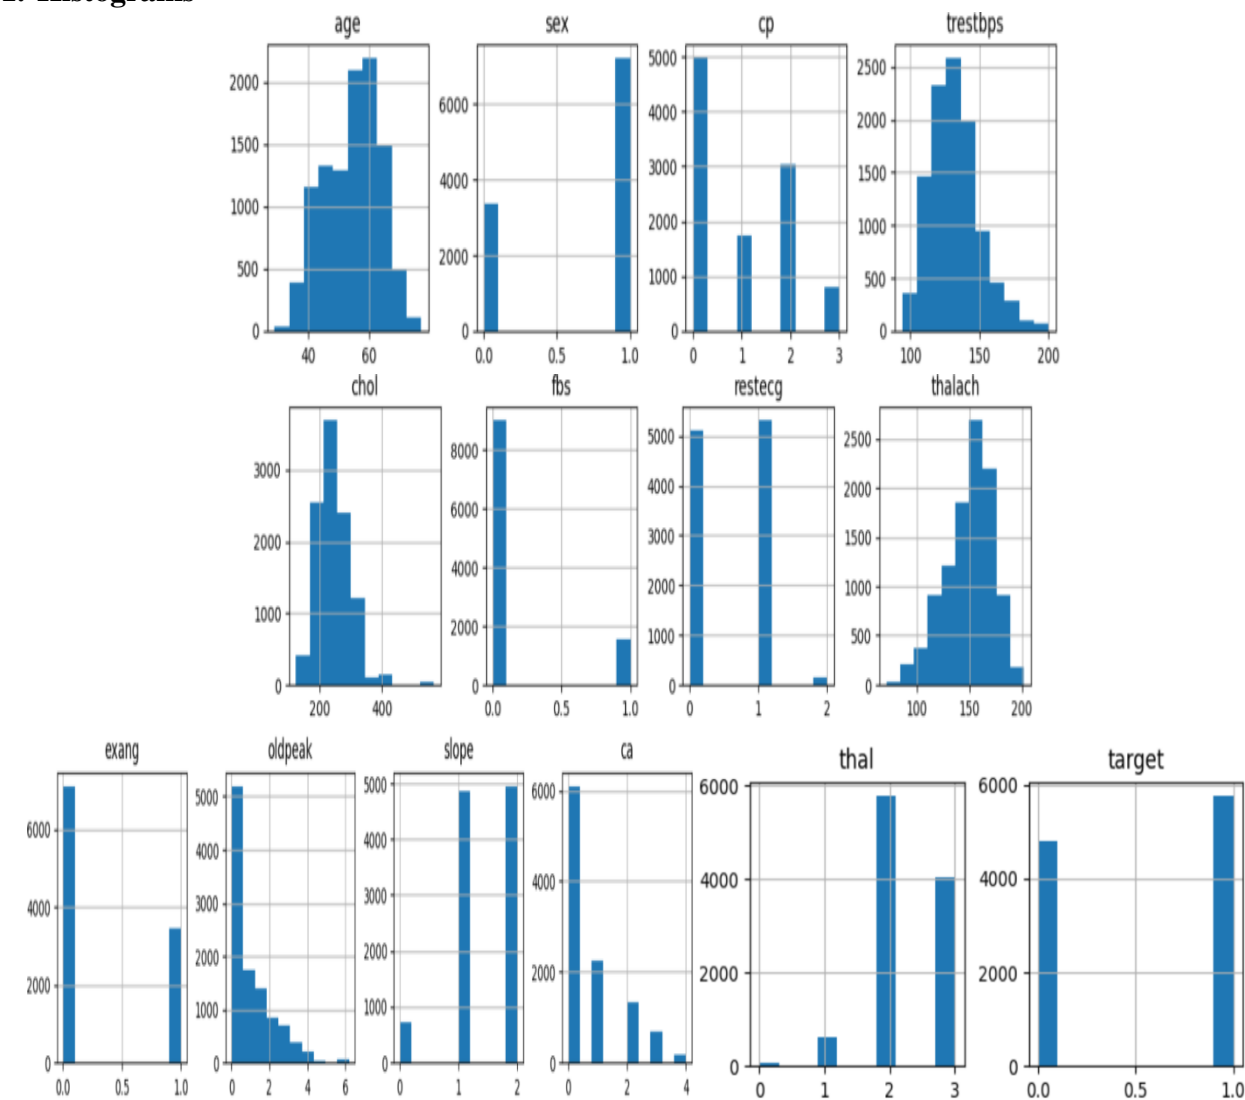 age sex cp trestbps
2000 1500 1000 500 0
6000 4000 2000 0
5000 4000 3000 2000 1000 0
2500 2000 1500 1000 500 0
40 60 0.0 0.5 1.0 0 1 2 3 100 150 200
chol fbs restecg thalach
3000 2000 1000 0
8000 6000 4000 2000 0
5000 4000 3000 2000 1000 0
2500 2000 1500 1000 500 0
200 400 0.0 0.5 1.0 0 1 2 100 150 200
exang oldpeak slope ca thal target
6000 4000 2000 0
5000 4000 3000 2000 1000 0
5000 4000 3000 2000 1000 0
6000 4000 2000 0
6000 4000 2000 0
6000 4000 2000 0
0.0 0.5 1.0 0 2 4 6 0 1 2 0 2 4 0 1 2 3 0.0 0.5 1.0